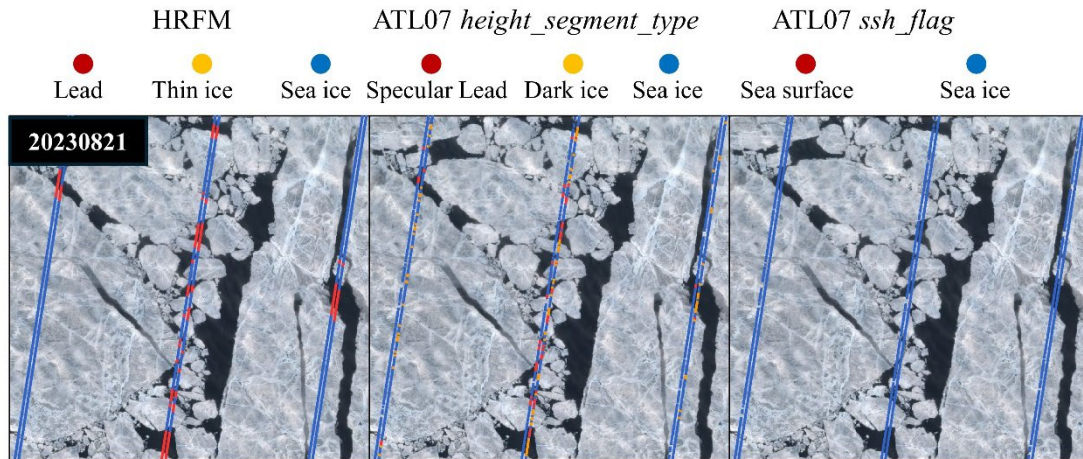 HRFM ATL07 height_segment_type ATL07 ssh_flag
Lead Thin ice Sea ice Specular Lead Dark ice Sea ice Sea surface Sea ice
20230821